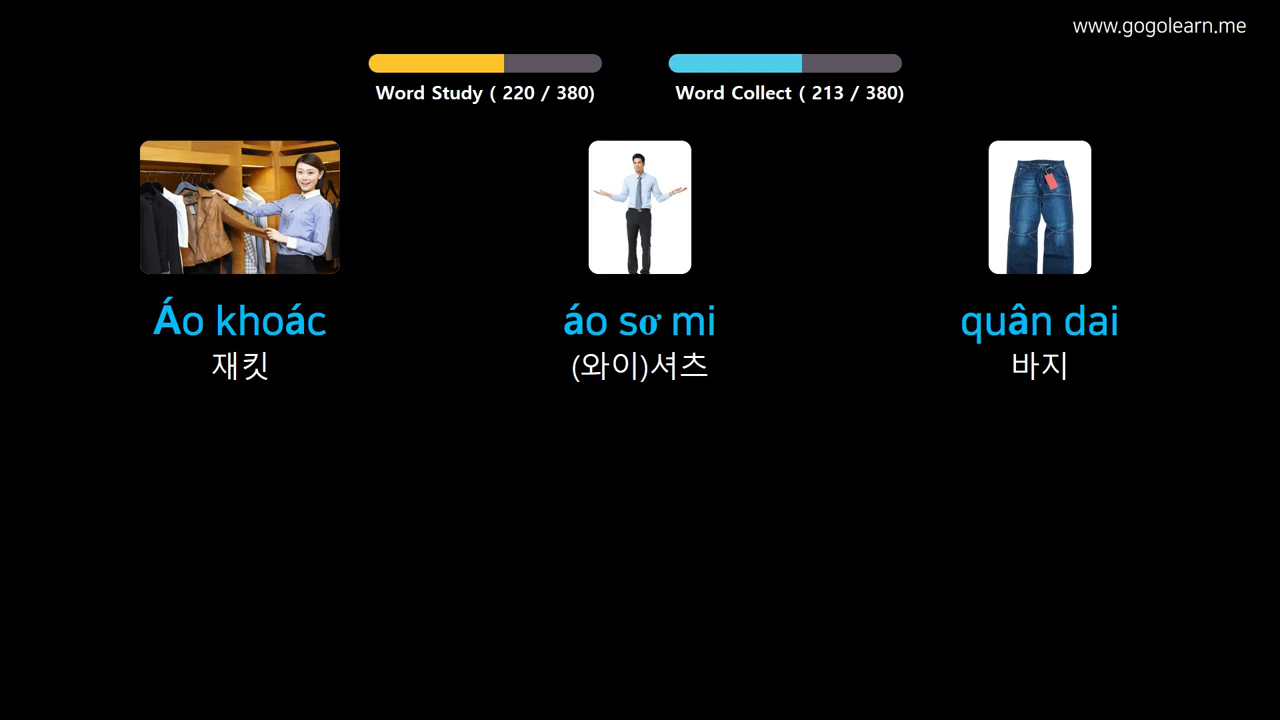 www.gogolearn.me
Word Study ( 220 / 380)
Word Collect ( 213 / 380)
Áo khoác
재킷
áo sơ mi
(와이)셔츠
quân dai
바지